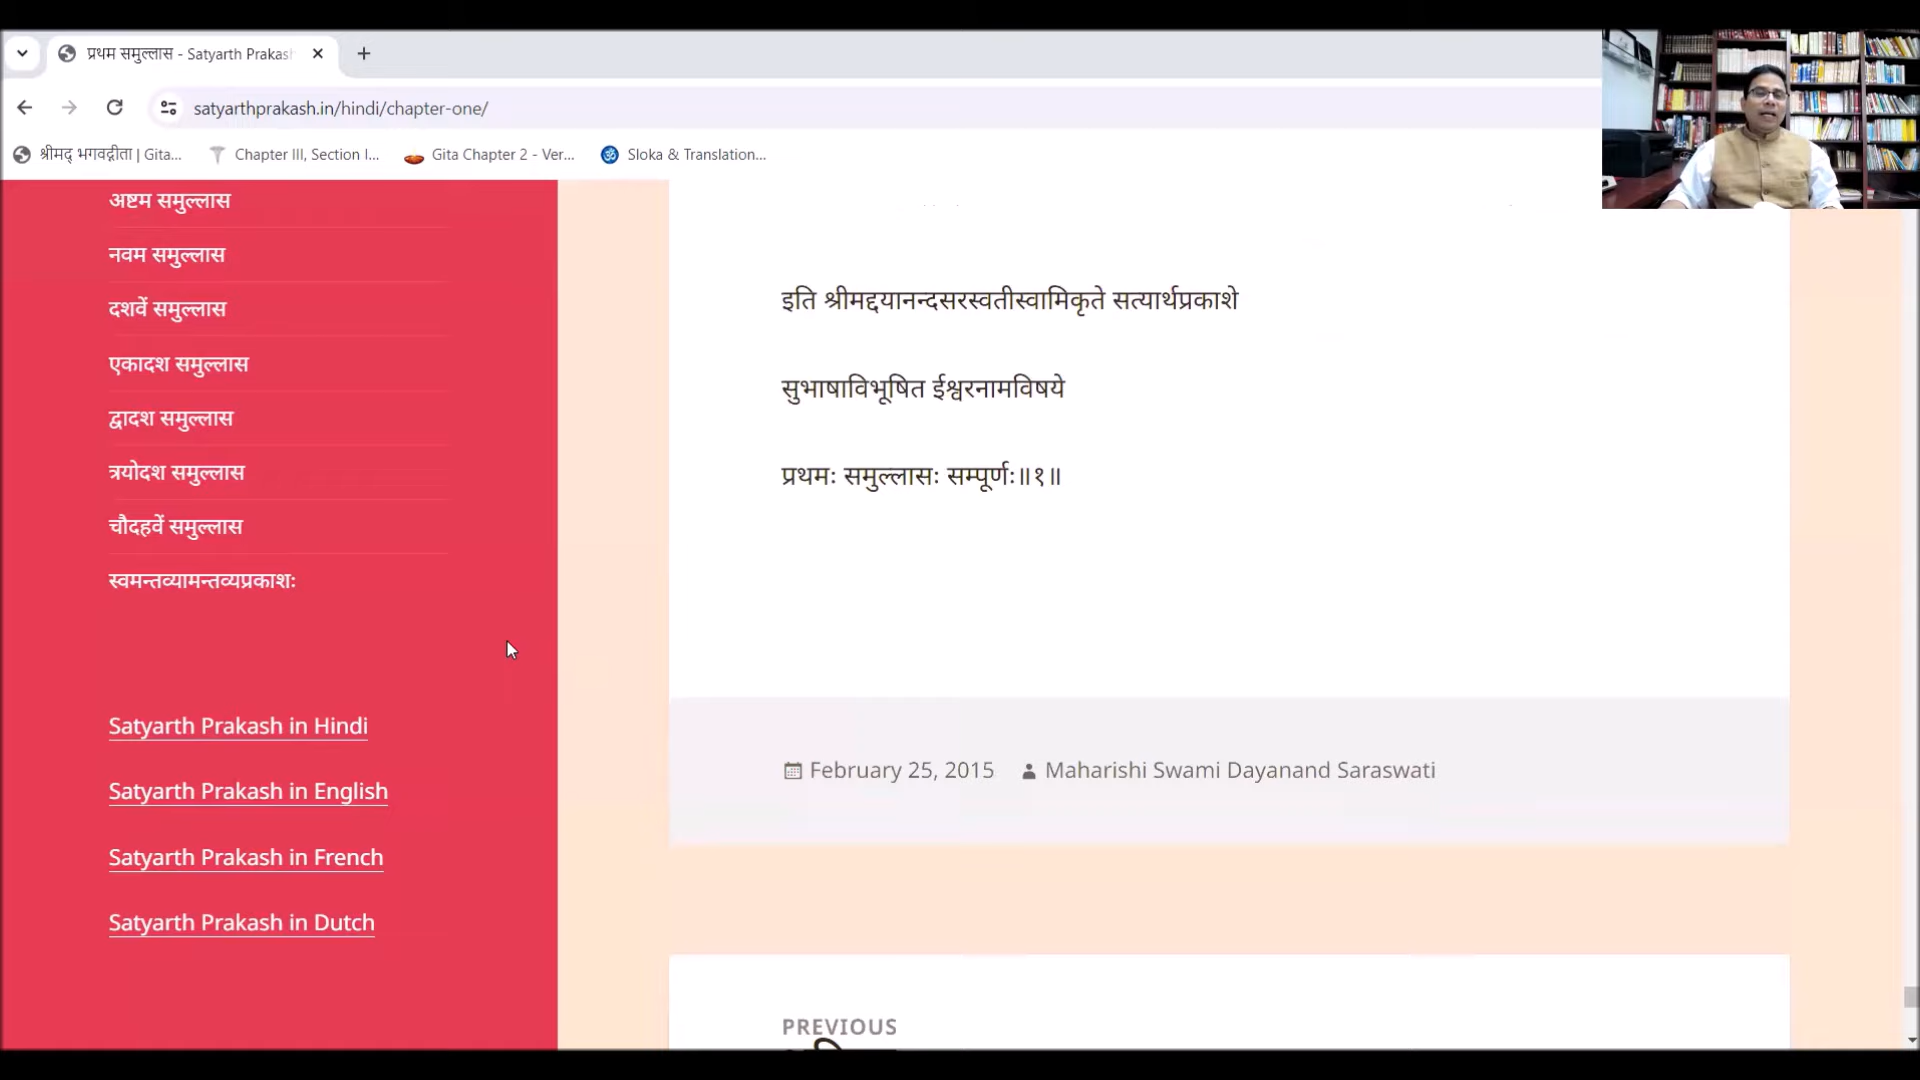 प्रथम समुल्लास - Satyarth Prakas
satyarthprakash.in/hindi/chapter-one/
श्रीमद् भगवद्गीता | Gita...
Chapter III, Section I...
Gita Chapter 2 - Ver...
Sloka & Translation...
अष्टम समुल्लास
नवम समुल्लास
दशवें समुल्लास
एकादश समुल्लास
द्वादश समुल्लास
त्रयोदश समुल्लास
चौदहवें समुल्लास
स्वमन्तव्यामन्तव्यप्रकाशः
Satyarth Prakash in Hindi
Satyarth Prakash in English
Satyarth Prakash in French
Satyarth Prakash in Dutch
इति श्रीमद्दयानन्दसरस्वतीस्वामिकृते सत्यार्थप्रकाशे
सुभाषाविभूषित ईश्वरनामविषये
प्रथमः समुल्लासः सम्पूर्णः॥१॥
February 25, 2015 Maharishi Swami Dayanand Saraswati
PREVIOUS